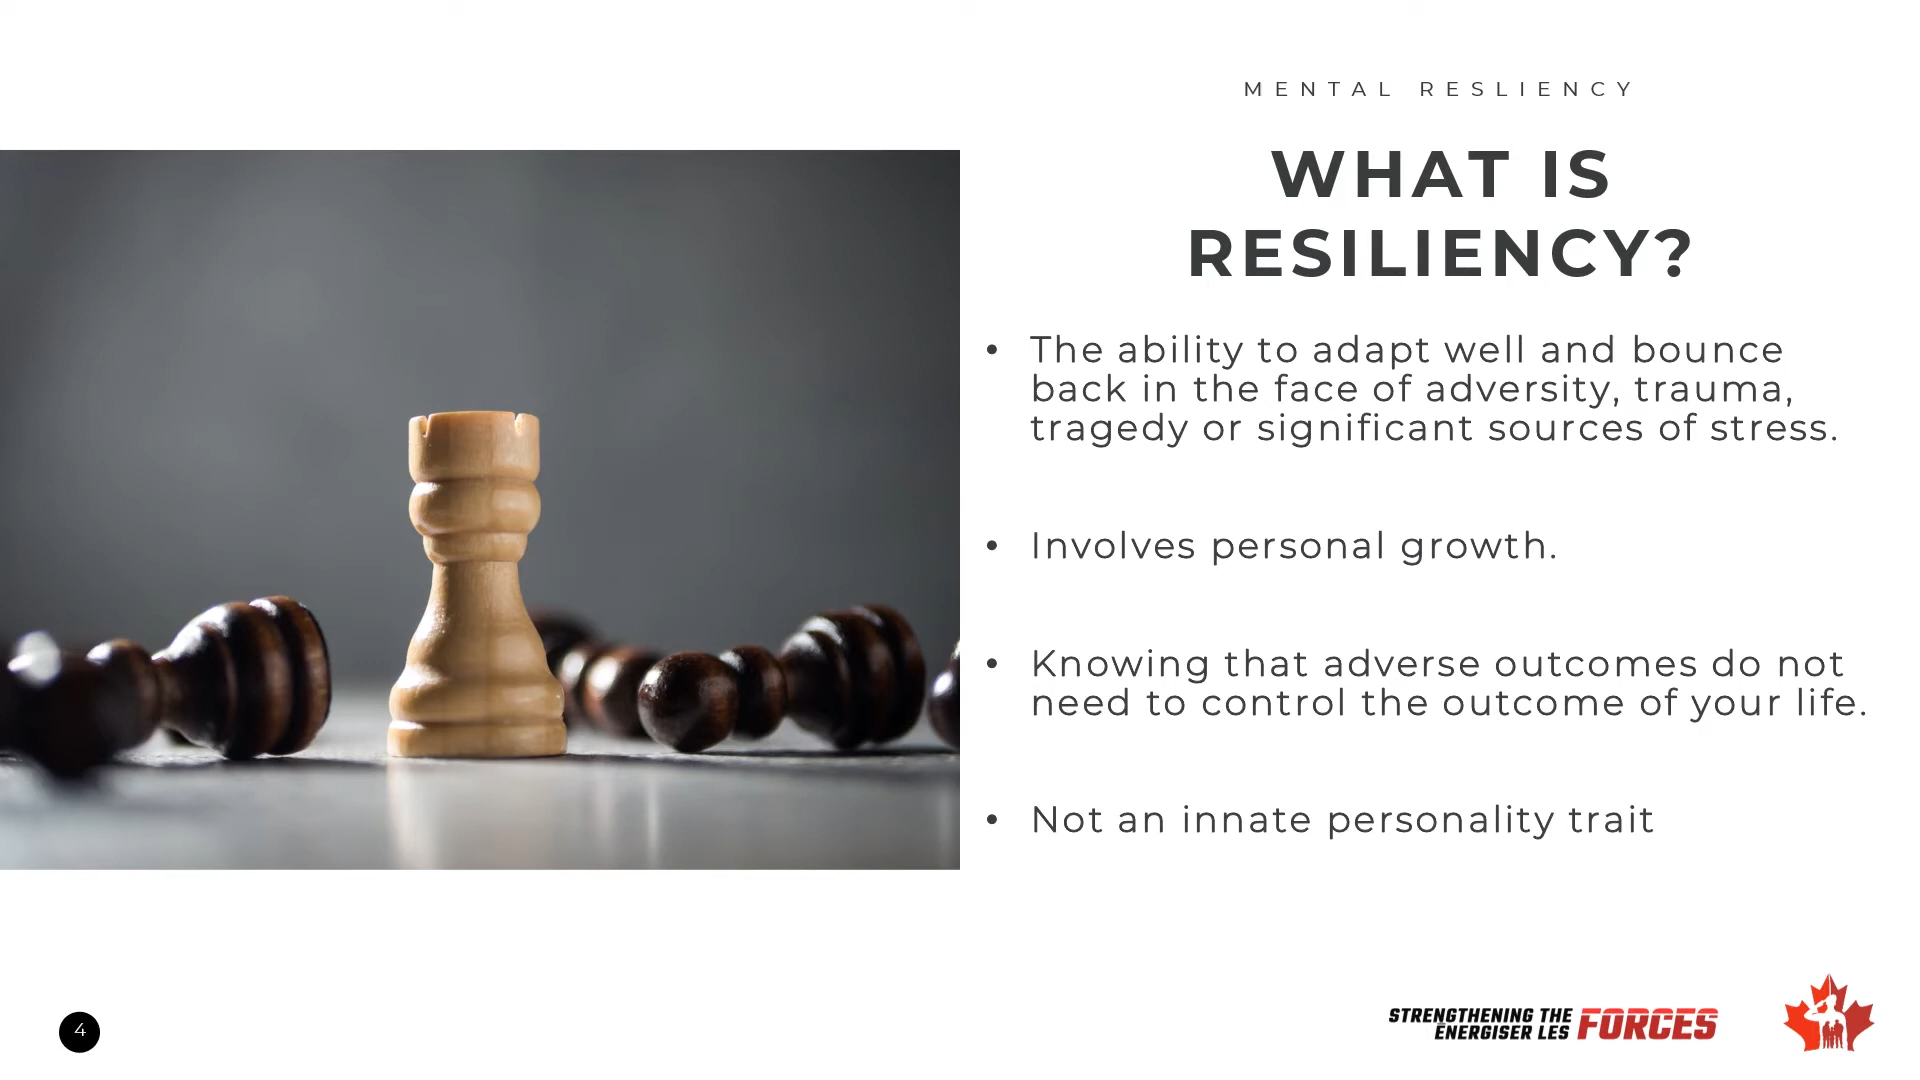 MENTAL RESLIENCY
WHAT IS
RESILIENCY?
• The ability to adapt well and bounce
back in the face of adversity, trauma,
tragedy or significant sources of stress.
• Involves personal growth.
• Knowing that adverse outcomes do not
need to control the outcome of your life.
• Not an innate personality trait
4
STRENGTHENING THE FORCES
ÉNERGISER LES